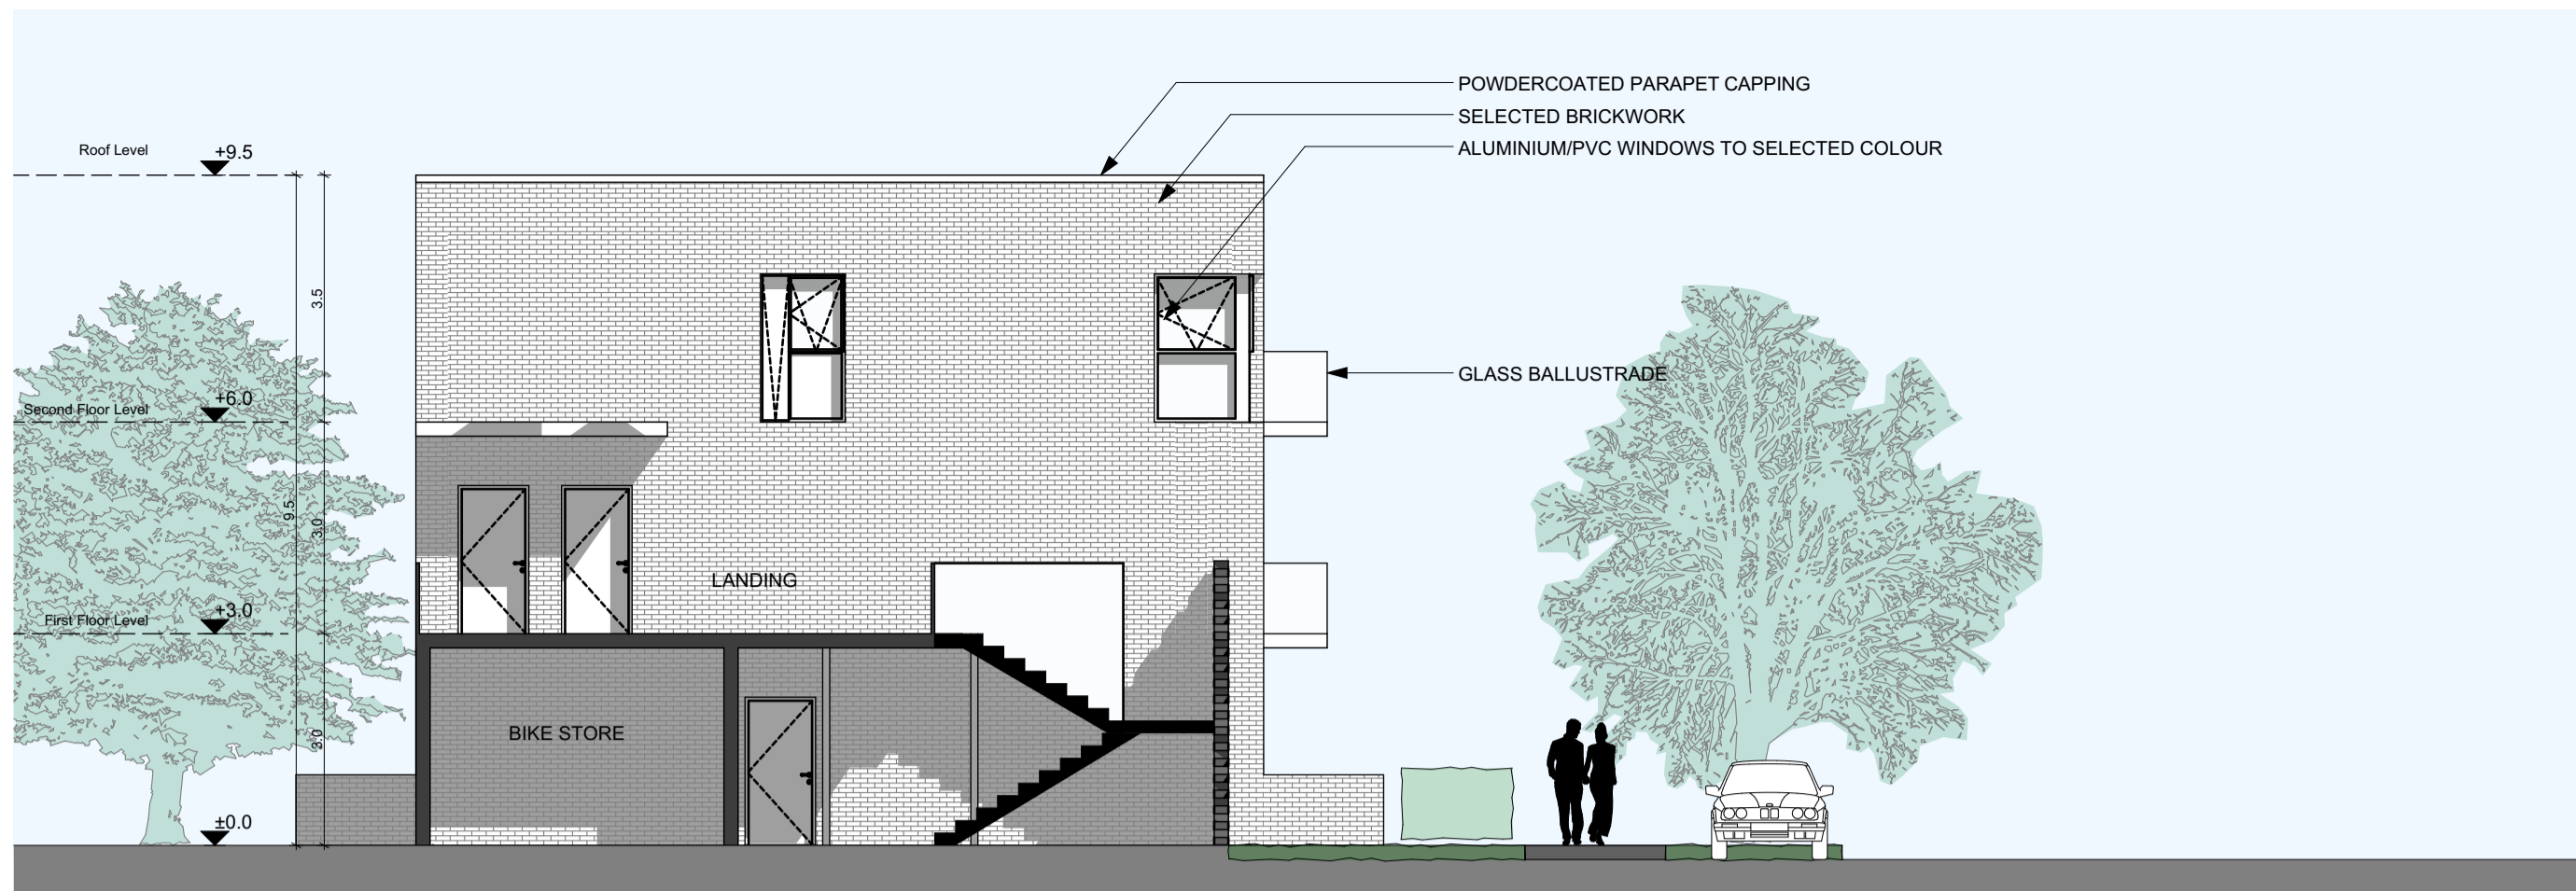 POWDERCOATED PARAPET CAPPING
SELECTED BRICKWORK
ALUMINIUM/PVC WINDOWS TO SELECTED COLOUR
Roof Level
+9.5
3.5
GLASS BALLUSTRADE
+6.0
Second Floor Level
9.5
3.0
LANDING
+3.0
First Floor Level
BIKE STORE
3.0
±0.0